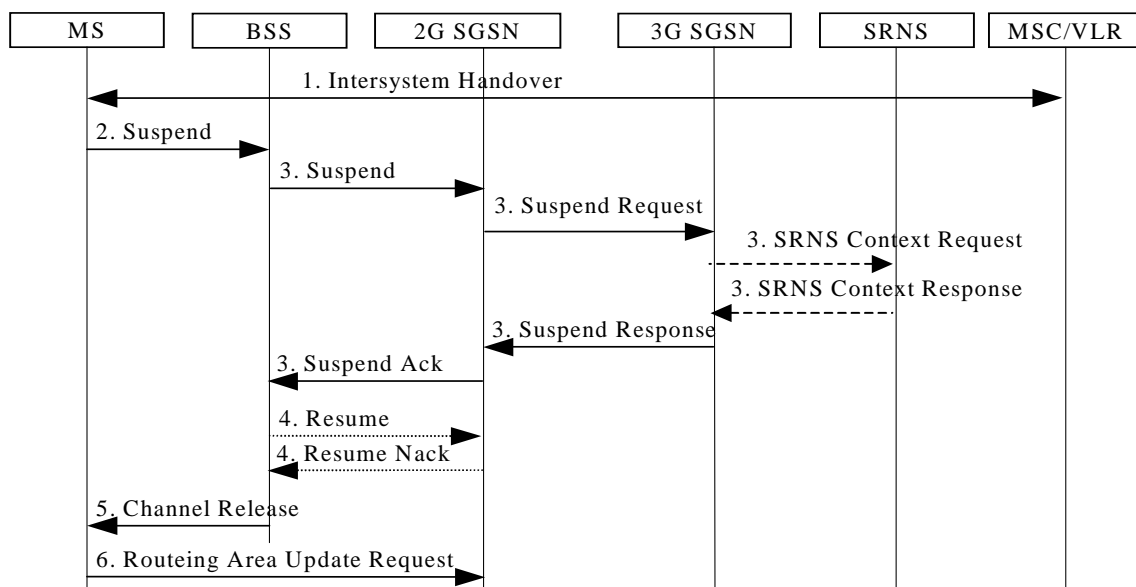 MS BSS 2G SGSN 3G SGSN SRNS MSC/VLR
1. Intersystem Handover
2. Suspend
3. Suspend
3. Suspend Request
3. SRNS Context Request
3. SRNS Context Response
3. Suspend Response
3. Suspend Ack
4. Resume
4. Resume Nack
5. Channel Release
6. Routeing Area Update Request